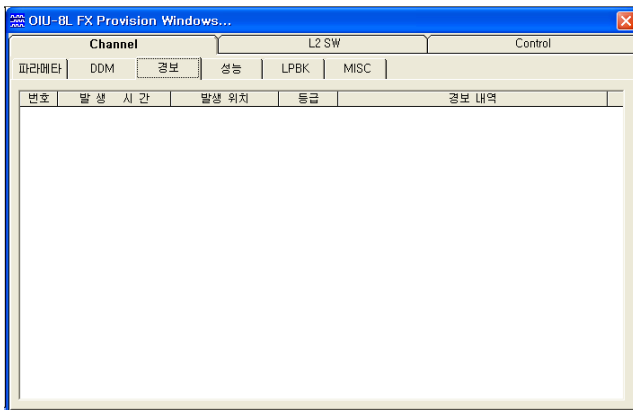 OIU-8L FX Provision Windows...
Channel L2 SW Control
파라메타 DDM 경보 성능 LPBK MISC
번호 발 생 시 간 발생 위치 등급 경보 내역